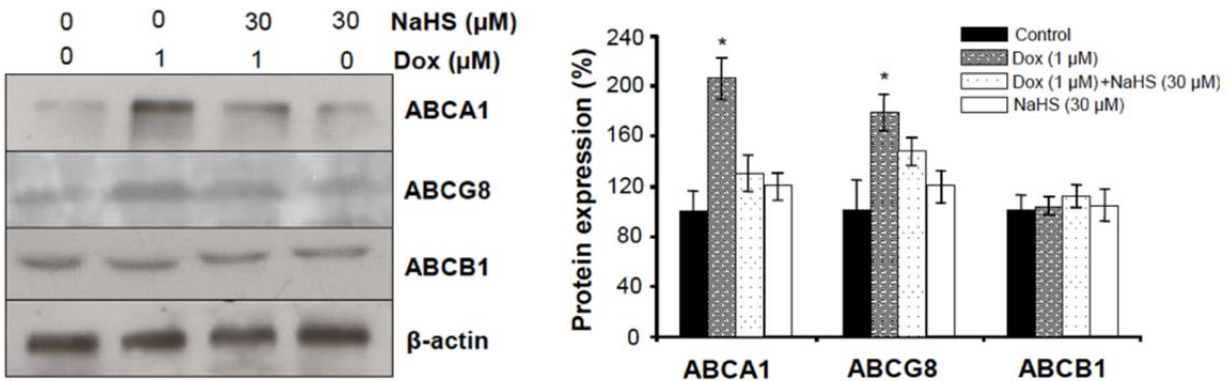 0 0 30 30 NaHS (µM)
0 1 1 0 Dox (µM)
ABCA1
ABCG8
ABCB1
β-actin
Protein expression (%)
240
200
160
120
80
40
0
*
*
Control
Dox (1 µM)
Dox (1 µM)+NaHS (30 µM)
NaHS (30 µM)
ABCA1 ABCG8 ABCB1